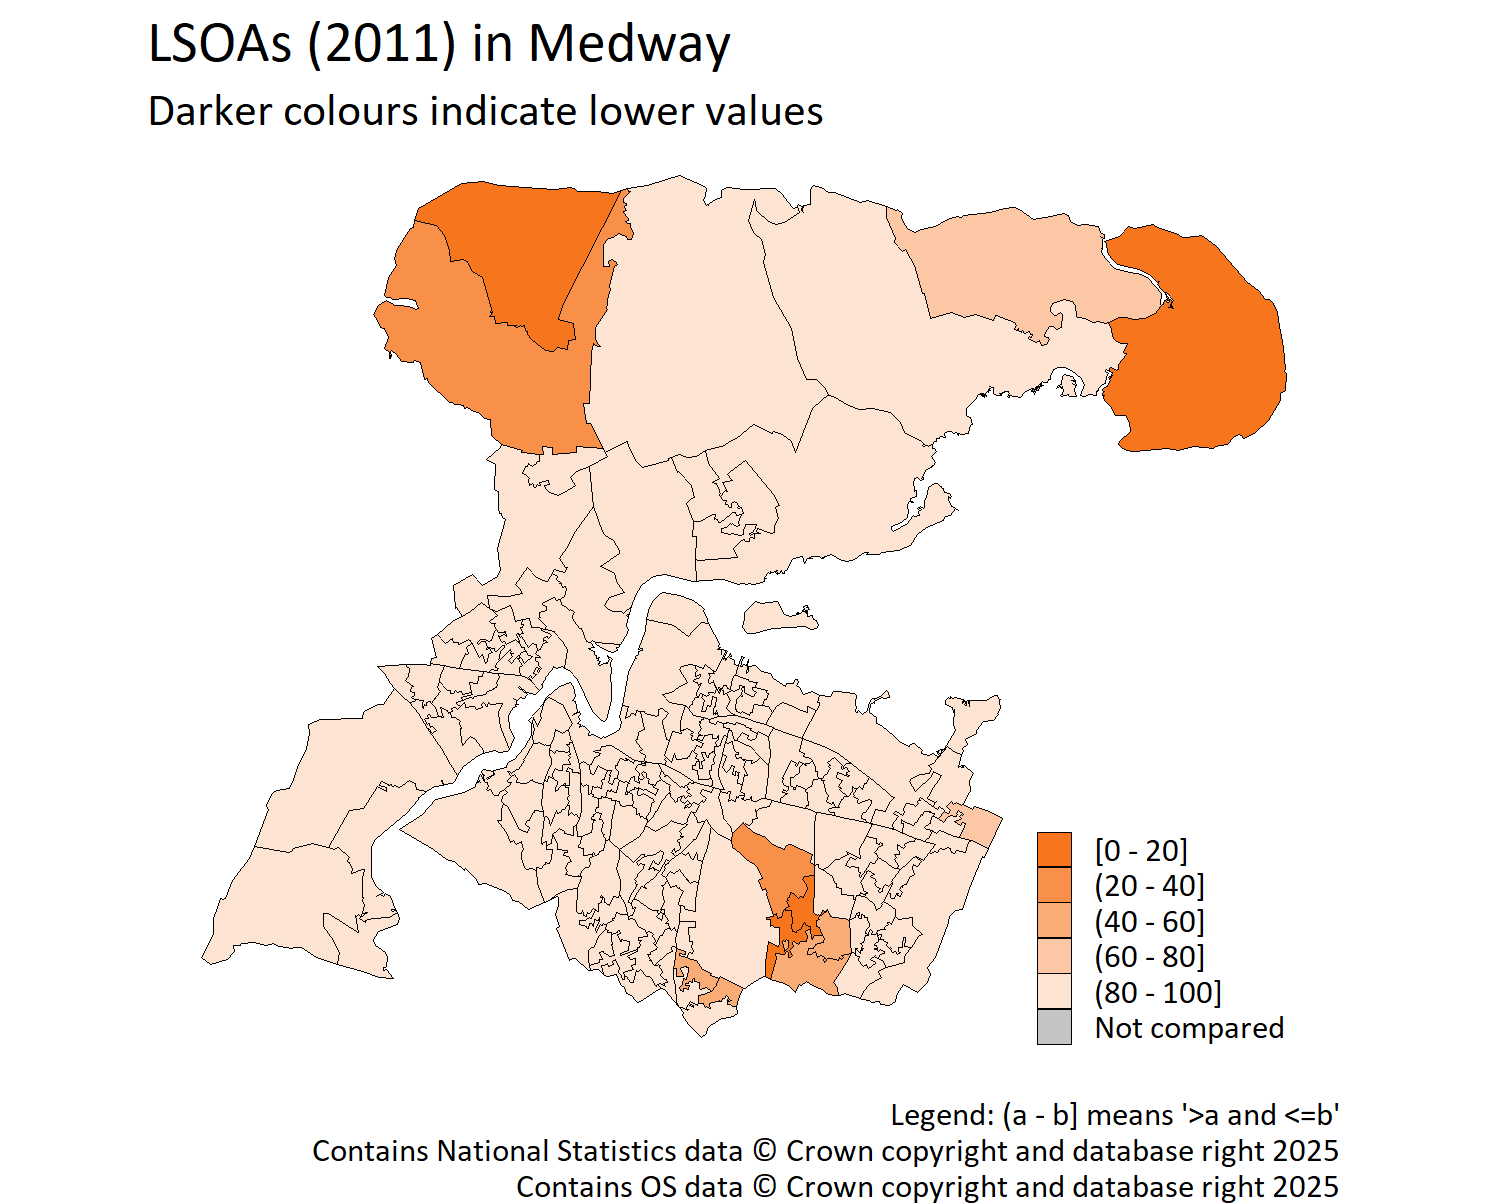 LSOAs (2011) in Medway
Darker colours indicate lower values
[0 - 20]
(20 - 40]
(40 - 60]
(60 - 80]
(80 - 100]
Not compared
Legend: (a - b] means '>a and <=b'
Contains National Statistics data © Crown copyright and database right 2025
Contains OS data © Crown copyright and database right 2025